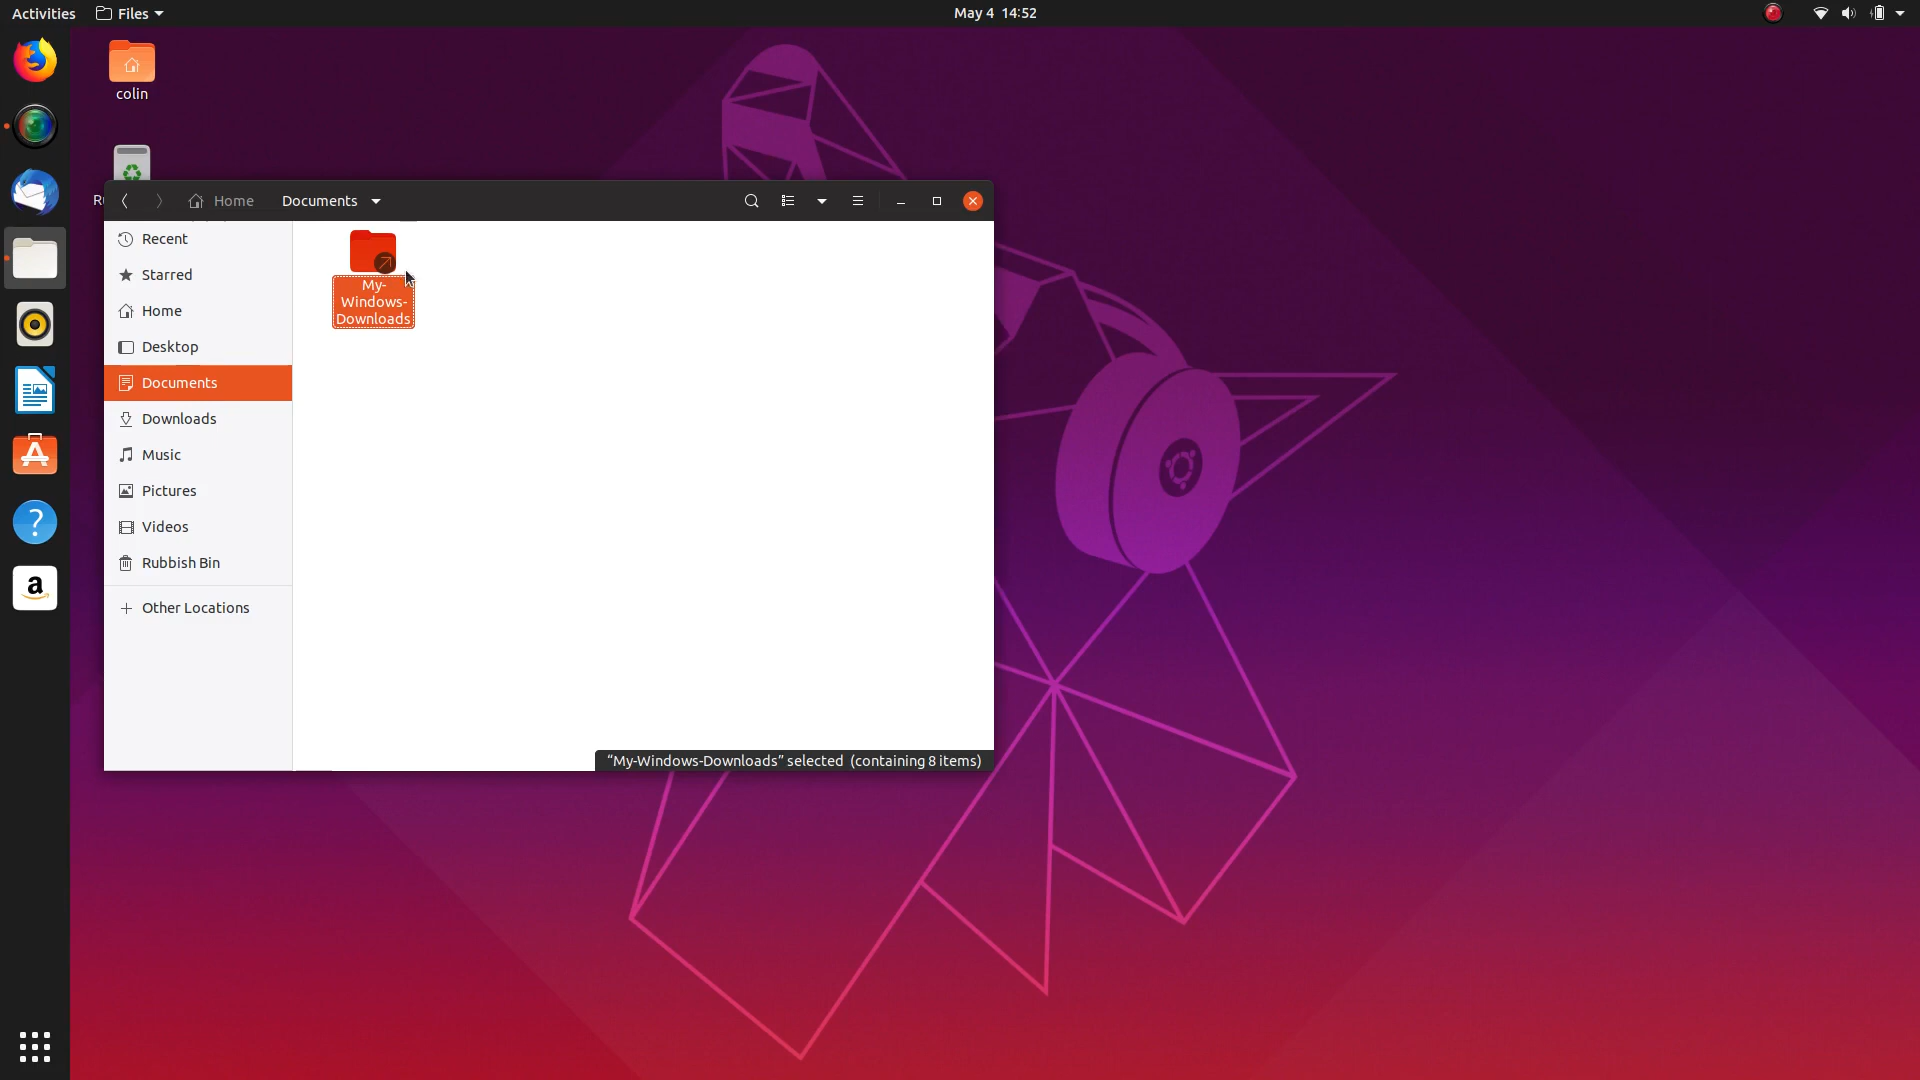 Activities
Files
May 4 14:52
colin
R
Home
Documents
Recent
Starred
Home
Desktop
Documents
Downloads
Music
Pictures
Videos
Rubbish Bin
Other Locations
My-
Windows-
Downloads
“My-Windows-Downloads” selected (containing 8 items)
?
a